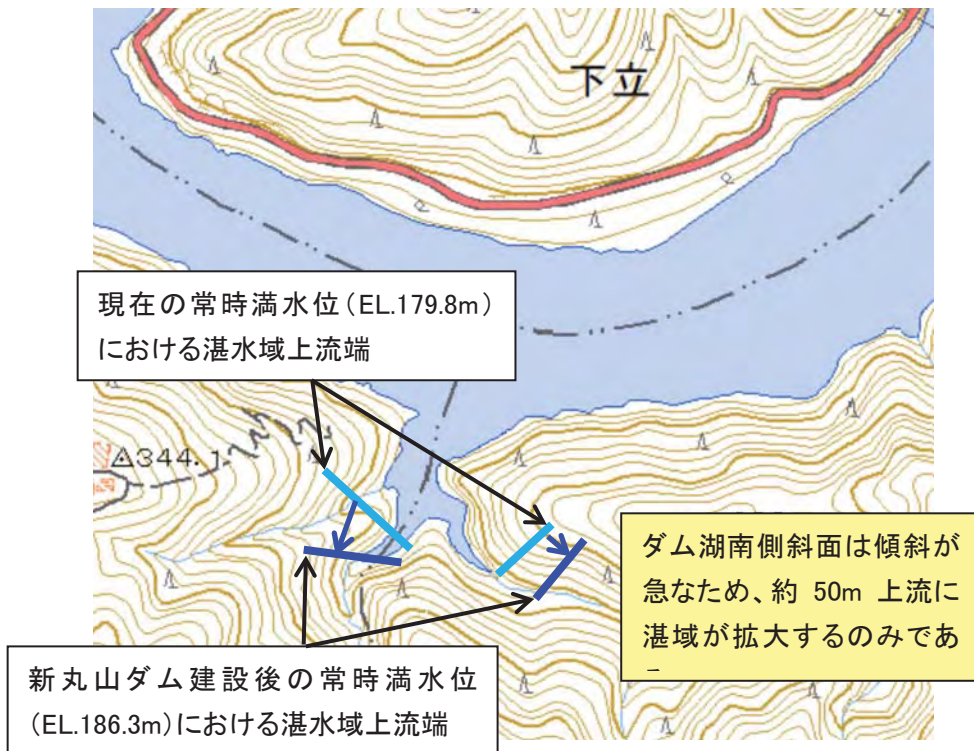 下立
現在の常時満水位(EL.179.8m)
における湛水域上流端
344.1
ダム湖南側斜面は傾斜が
急なため、約 50m 上流に
湛域が拡大するのみであ
新丸山ダム建設後の常時満水位
(EL.186.3m)における湛水域上流端